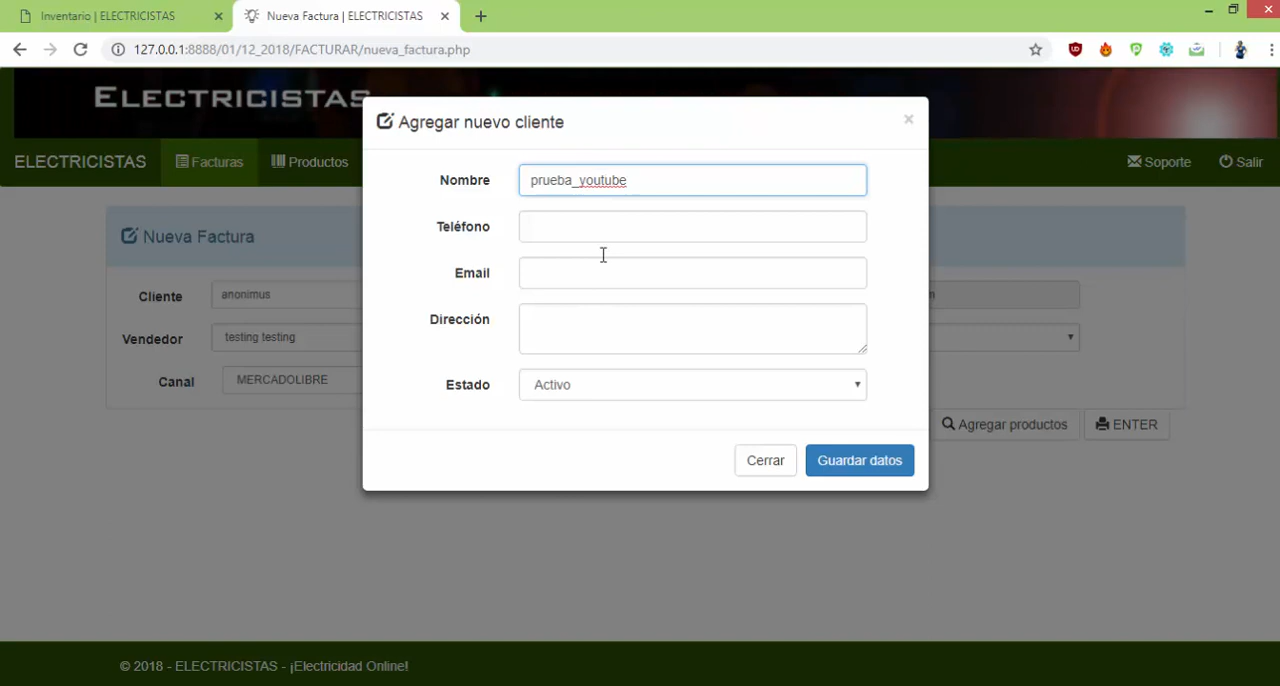 Inventario | ELECTRICISTAS
Nueva Factura | ELECTRICISTAS
127.0.0.1:8888/01/12_2018/FACTURAR/nueva_factura.php
ELECTRICISTAS
ELECTRICISTAS
Facturas
Productos
Soporte
Salir
Agregar nuevo cliente
×
Nombre
prueba_youtube
Teléfono
Email
Dirección
Estado
Activo
Cerrar
Guardar datos
Nueva Factura
Cliente
anonimus
Vendedor
testing testing
Canal
MERCADOLIBRE
Agregar productos
ENTER
© 2018 - ELECTRICISTAS - ¡Electricidad Online!